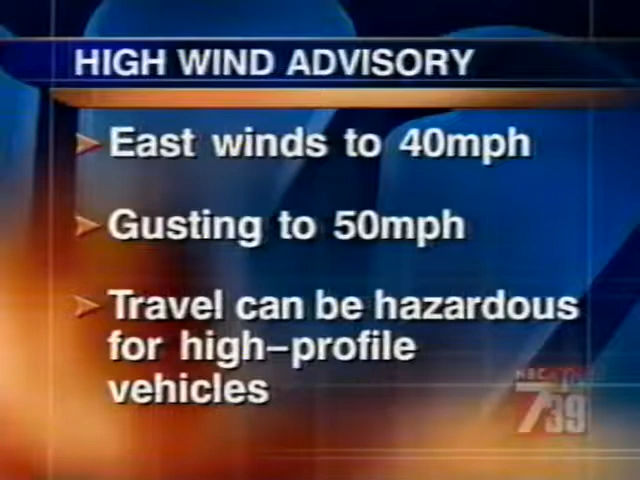 HIGH WIND ADVISORY
East winds to 40mph
Gusting to 50mph
Travel can be hazardous
for high-profile
vehicles
NBC
7 39